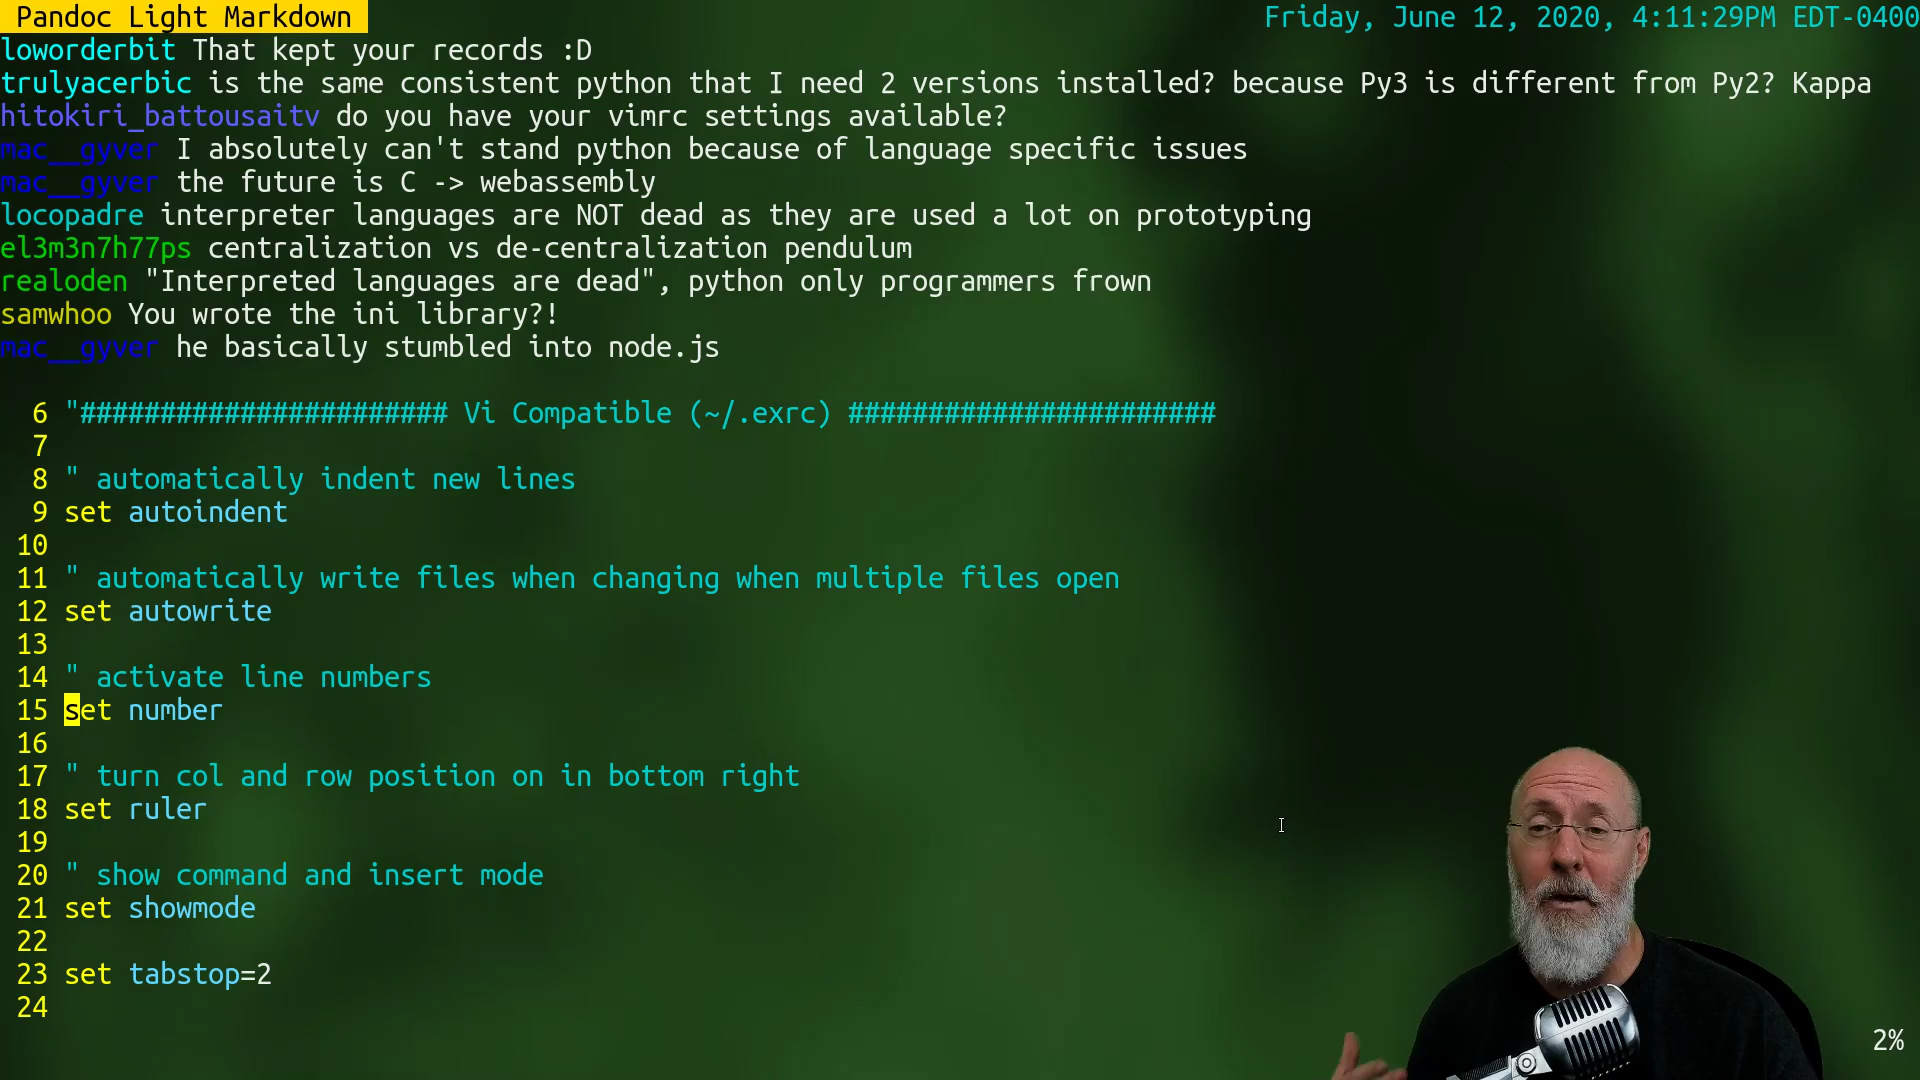 Pandoc Light Markdown
Friday, June 12, 2020, 4:11:29PM EDT-0400
loworderbit That kept your records :D
trulyacerbic is the same consistent python that I need 2 versions installed? because Py3 is different from Py2? Kappa
hitokiri_battousaitv do you have your vimrc settings available?
mac__gyver I absolutely can't stand python because of language specific issues
mac__gyver the future is C -> webassembly
locopadre interpreter languages are NOT dead as they are used a lot on prototyping
el3m3n7h77ps centralization vs de-centralization pendulum
realoden "Interpreted languages are dead", python only programmers frown
samwhoo You wrote the ini library?!
mac__gyver he basically stumbled into node.js
6 "####################### Vi Compatible (~/.exrc) #######################
7
8 " automatically indent new lines
9 set autoindent
10
11 " automatically write files when changing when multiple files open
12 set autowrite
13
14 " activate line numbers
15 set number
16
17 " turn col and row position on in bottom right
18 set ruler
19
20 " show command and insert mode
21 set showmode
22
23 set tabstop=2
24
2%